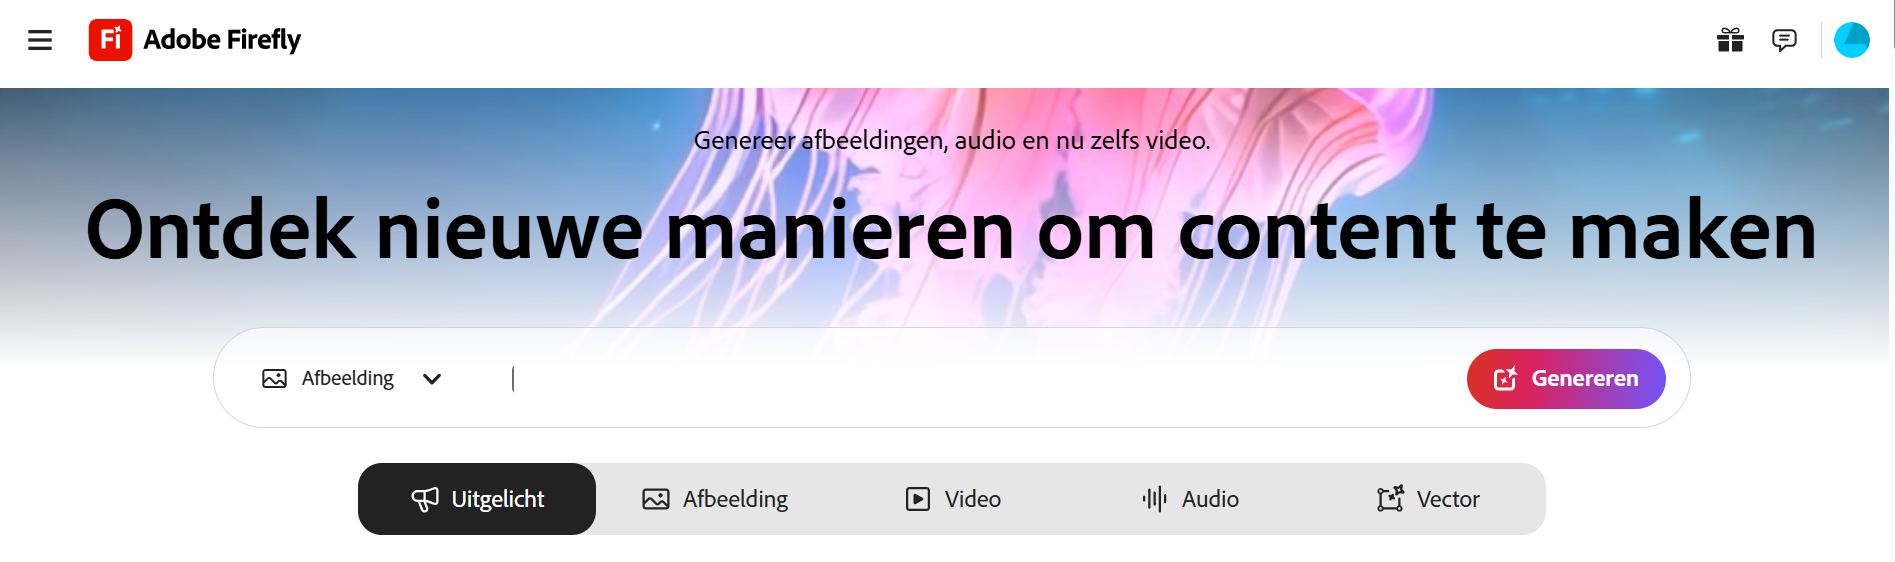 Fi Adobe Firefly
Genereer afbeeldingen, audio en nu zelfs video.
Ontdek nieuwe manieren om content te maken
Afbeelding
Genereren
Uitgelicht Afbeelding Video Audio Vector